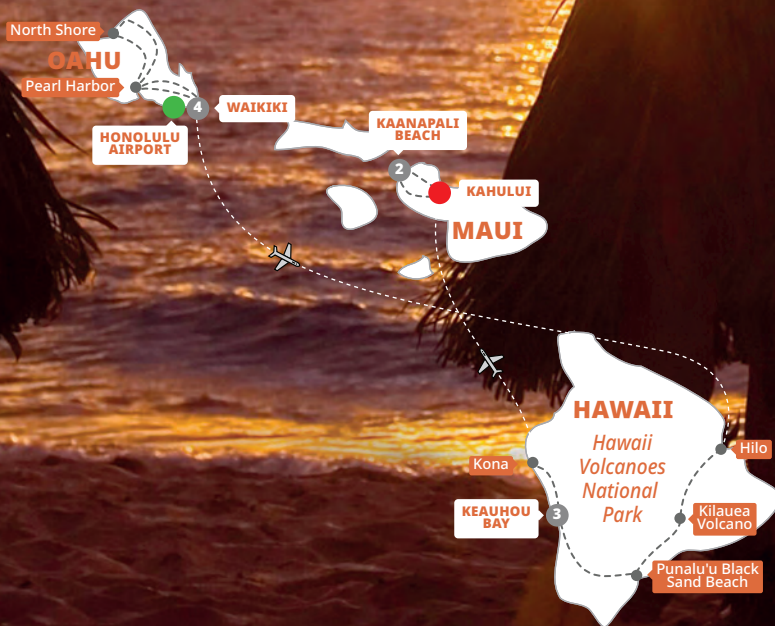 North Shore
OAHU
Pearl Harbor
4
WAIKIKI
HONOLULU
AIRPORT
KAANAPALI
BEACH
2
KAHULUI
MAUI
HAWAII
Hawaii
Volcanoes
National
Park
Kona
Hilo
KEAUHOU
BAY
3
Kilauea
Volcano
Punalu'u Black
Sand Beach